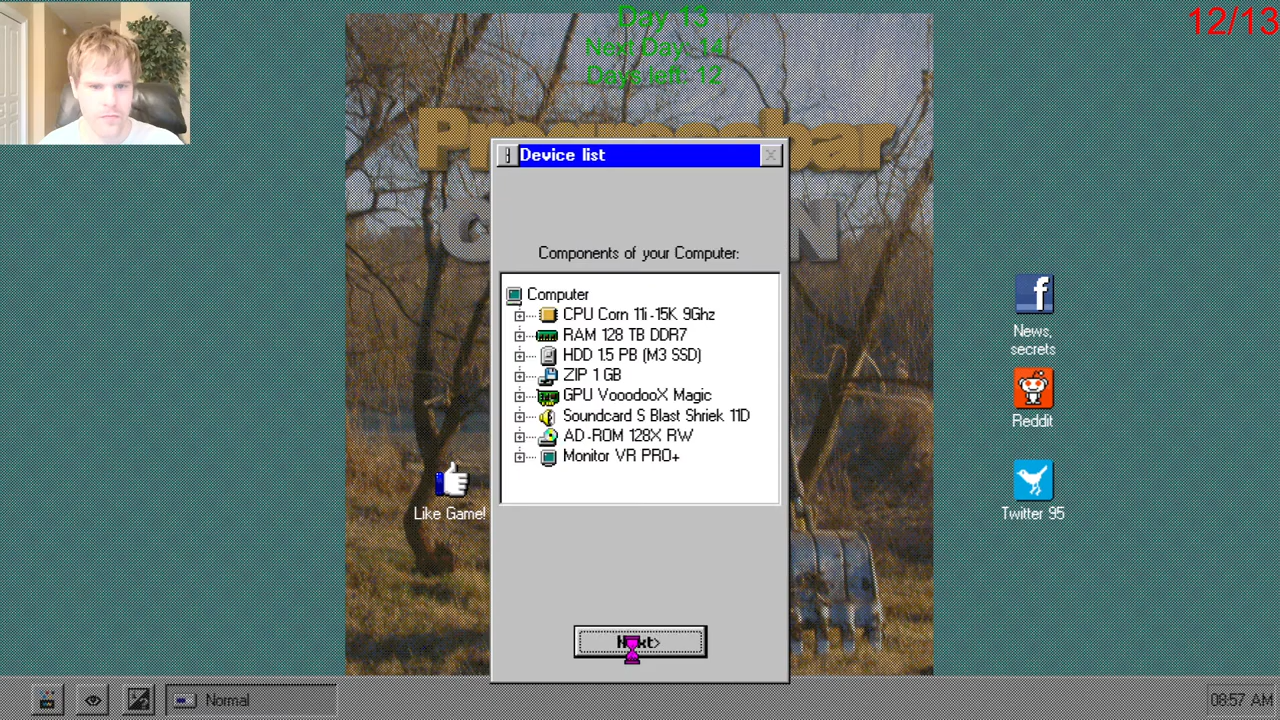 Day 13
Next Day: 14
Days left: 12
12/13
Progressbar
Device list
Components of your Computer:
Computer
CPU Corn 11i-15K 9Ghz
RAM 128 TB DDR7
HDD 1.5 PB (M3 SSD)
ZIP 1 GB
GPU VooodooX Magic
Soundcard S Blast Shriek 11D
AD-ROM 128X RW
Monitor VR PRO+
Next>
Like Game!
News,
secrets
Reddit
Twitter 95
Normal
08:57 AM